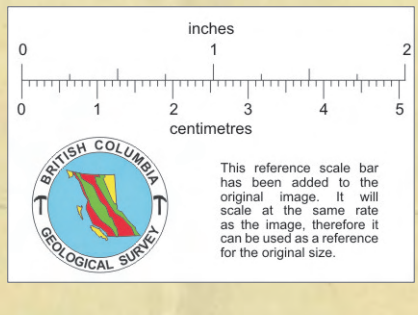 inches
0 1 2
0 1 2 3 4 5
centimetres
BRITISH COLUMBIA
GEOLOGICAL SURVEY
This reference scale bar
has been added to the
original image. It will
scale at the same rate
as the image, therefore it
can be used as a reference
for the original size.